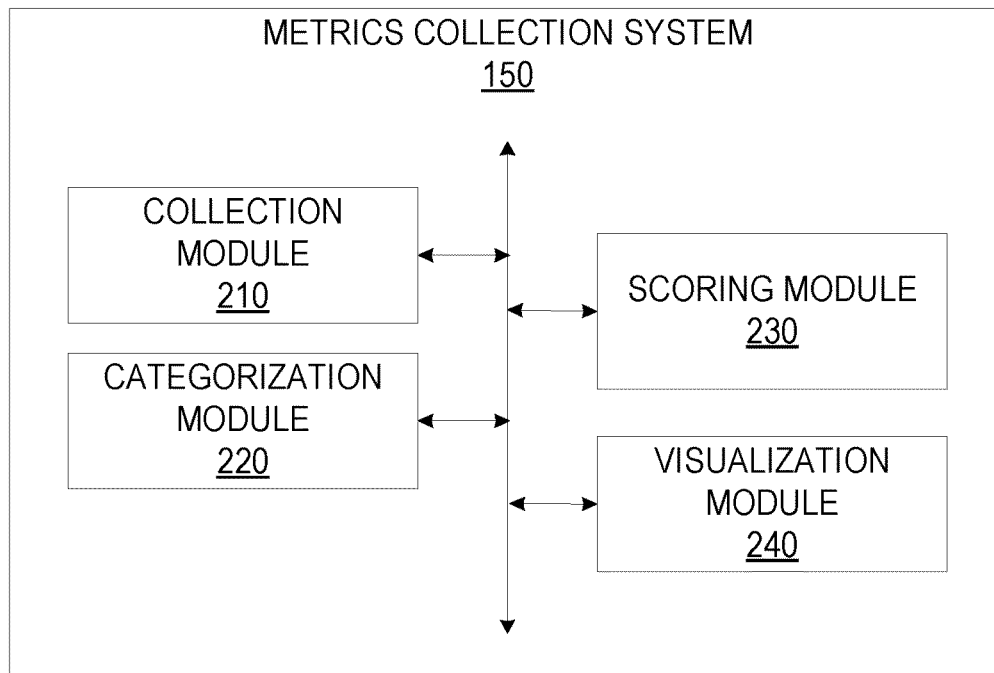 METRICS COLLECTION SYSTEM
150
COLLECTION
MODULE
210
CATEGORIZATION
MODULE
220
SCORING MODULE
230
VISUALIZATION
MODULE
240